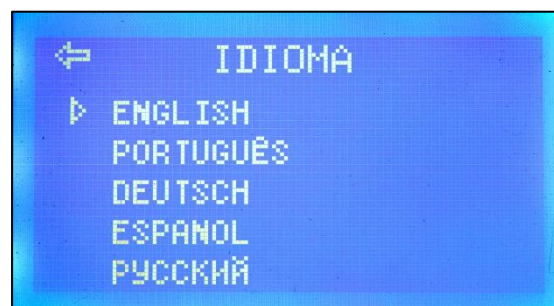 IDIOMA
ENGLISH
PORTUGUÊS
DEUTSCH
ESPANOL
РУССКИЙ